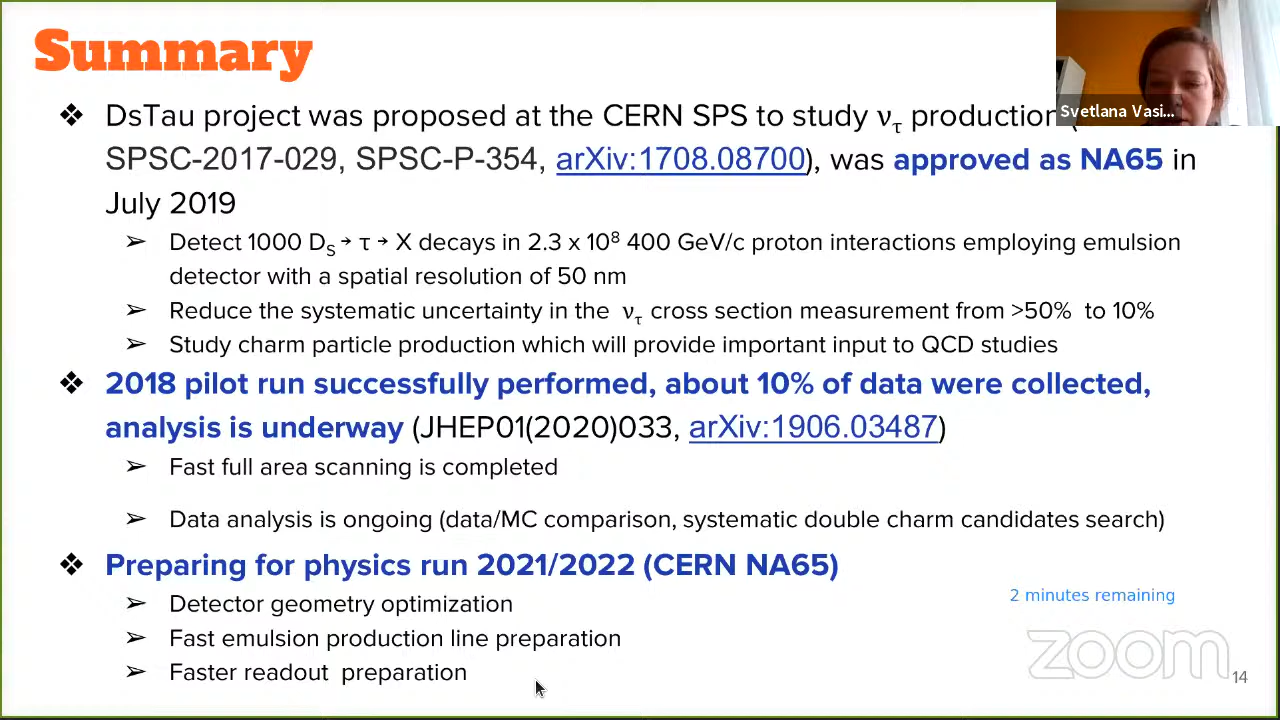 Summary
❖ DsTau project was proposed at the CERN SPS to study ντ production (
SPSC-2017-029, SPSC-P-354, arXiv:1708.08700), was approved as NA65 in
July 2019
➢ Detect 1000 DS → τ → X decays in 2.3 x 10⁸ 400 GeV/c proton interactions employing emulsion
detector with a spatial resolution of 50 nm
➢ Reduce the systematic uncertainty in the ντ cross section measurement from >50% to 10%
➢ Study charm particle production which will provide important input to QCD studies
❖ 2018 pilot run successfully performed, about 10% of data were collected,
analysis is underway (JHEP01(2020)033, arXiv:1906.03487)
➢ Fast full area scanning is completed
➢ Data analysis is ongoing (data/MC comparison, systematic double charm candidates search)
❖ Preparing for physics run 2021/2022 (CERN NA65)
➢ Detector geometry optimization
➢ Fast emulsion production line preparation
➢ Faster readout preparation
Svetlana Vasi...
2 minutes remaining
zoom
14